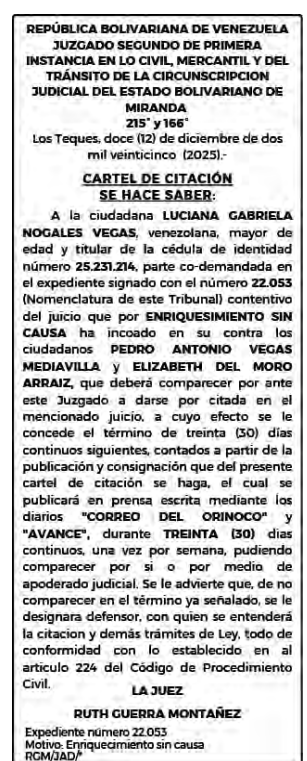 REPÚBLICA BOLIVARIANA DE VENEZUELA
JUZGADO SEGUNDO DE PRIMERA
INSTANCIA EN LO CIVIL, MERCANTIL Y DEL
TRÁNSITO DE LA CIRCUNSCRIPCION
JUDICIAL DEL ESTADO BOLIVARIANO DE
MIRANDA
215° y 166°
Los Teques, doce (12) de diciembre de dos
mil veinticinco (2025).-
CARTEL DE CITACIÓN
SE HACE SABER:
A la ciudadana LUCIANA GABRIELA
NOGALES VEGAS, venezolana, mayor de
edad y titular de la cédula de identidad
número 25.231.214, parte co-demandada en
el expediente signado con el número 22.053
(Nomenclatura de este Tribunal) contentivo
del juicio que por ENRIQUESIMIENTO SIN
CAUSA ha incoado en su contra los
ciudadanos PEDRO ANTONIO VEGAS
MEDIAVILLA y ELIZABETH DEL MORO
ARRAIZ, que deberá comparecer por ante
este Juzgado a darse por citada en el
mencionado juicio, a cuyo efecto se le
concede el término de treinta (30) días
continuos siguientes, contados a partir de la
publicación y consignación que del presente
cartel de citación se haga, el cual se
publicará en prensa escrita mediante los
diarios "CORREO DEL ORINOCO" y
"AVANCE", durante TREINTA (30) dias
continuos, una vez por semana, pudiendo
comparecer por si o por medio de
apoderado judicial. Se le advierte que, de no
comparecer en el término ya señalado, se le
designara defensor, con quien se entenderá
la citacion y demás trámites de Ley, todo de
conformidad con lo establecido en al
articulo 224 del Código de Procedimiento
Civil.
LA JUEZ
RUTH GUERRA MONTAÑEZ
Expediente número 22.053
Motivo: Enriquecimiento sin causa
RGM/JAD/*